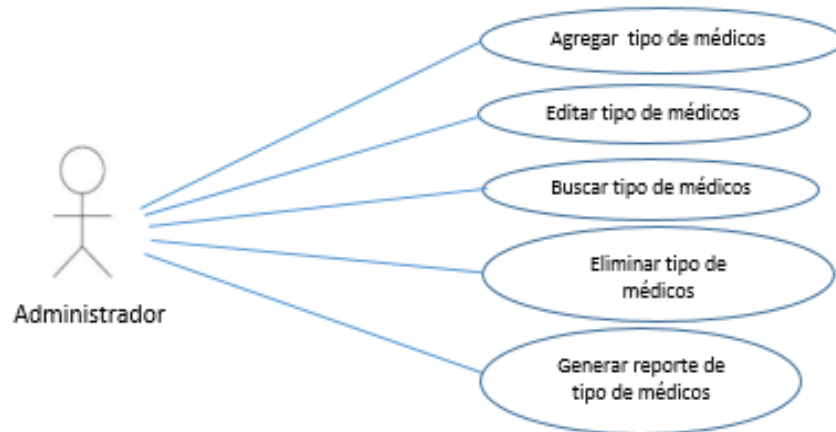 Agregar tipo de médicos
Editar tipo de médicos
Buscar tipo de médicos
Eliminar tipo de
médicos
Generar reporte de
tipo de médicos
Administrador